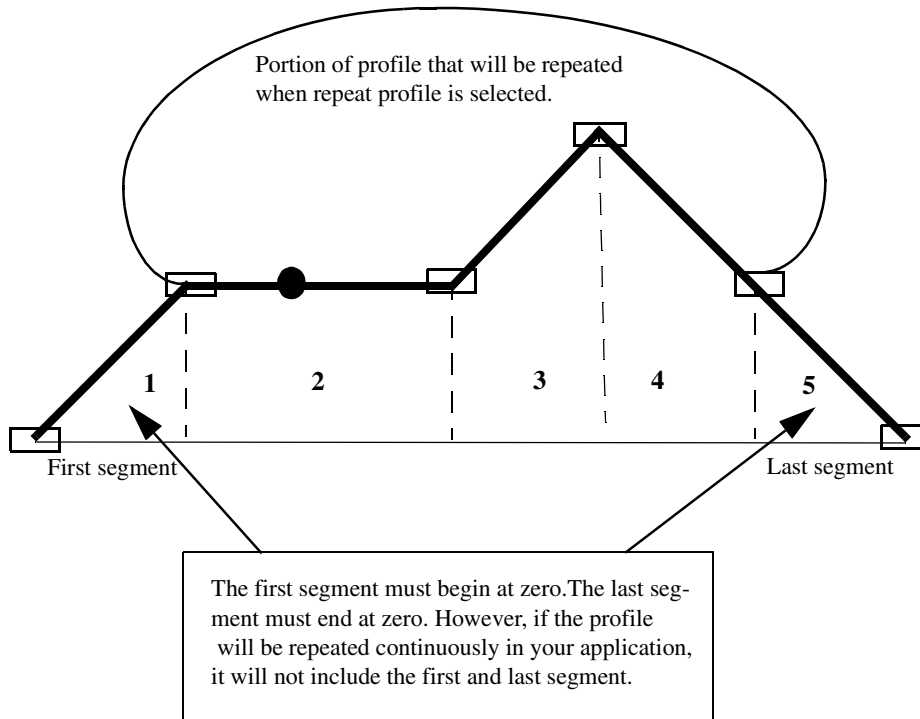 Portion of profile that will be repeated
when repeat profile is selected.
1
2
3
4
5
First segment
Last segment
The first segment must begin at zero.The last seg-
ment must end at zero. However, if the profile
will be repeated continuously in your application,
it will not include the first and last segment.